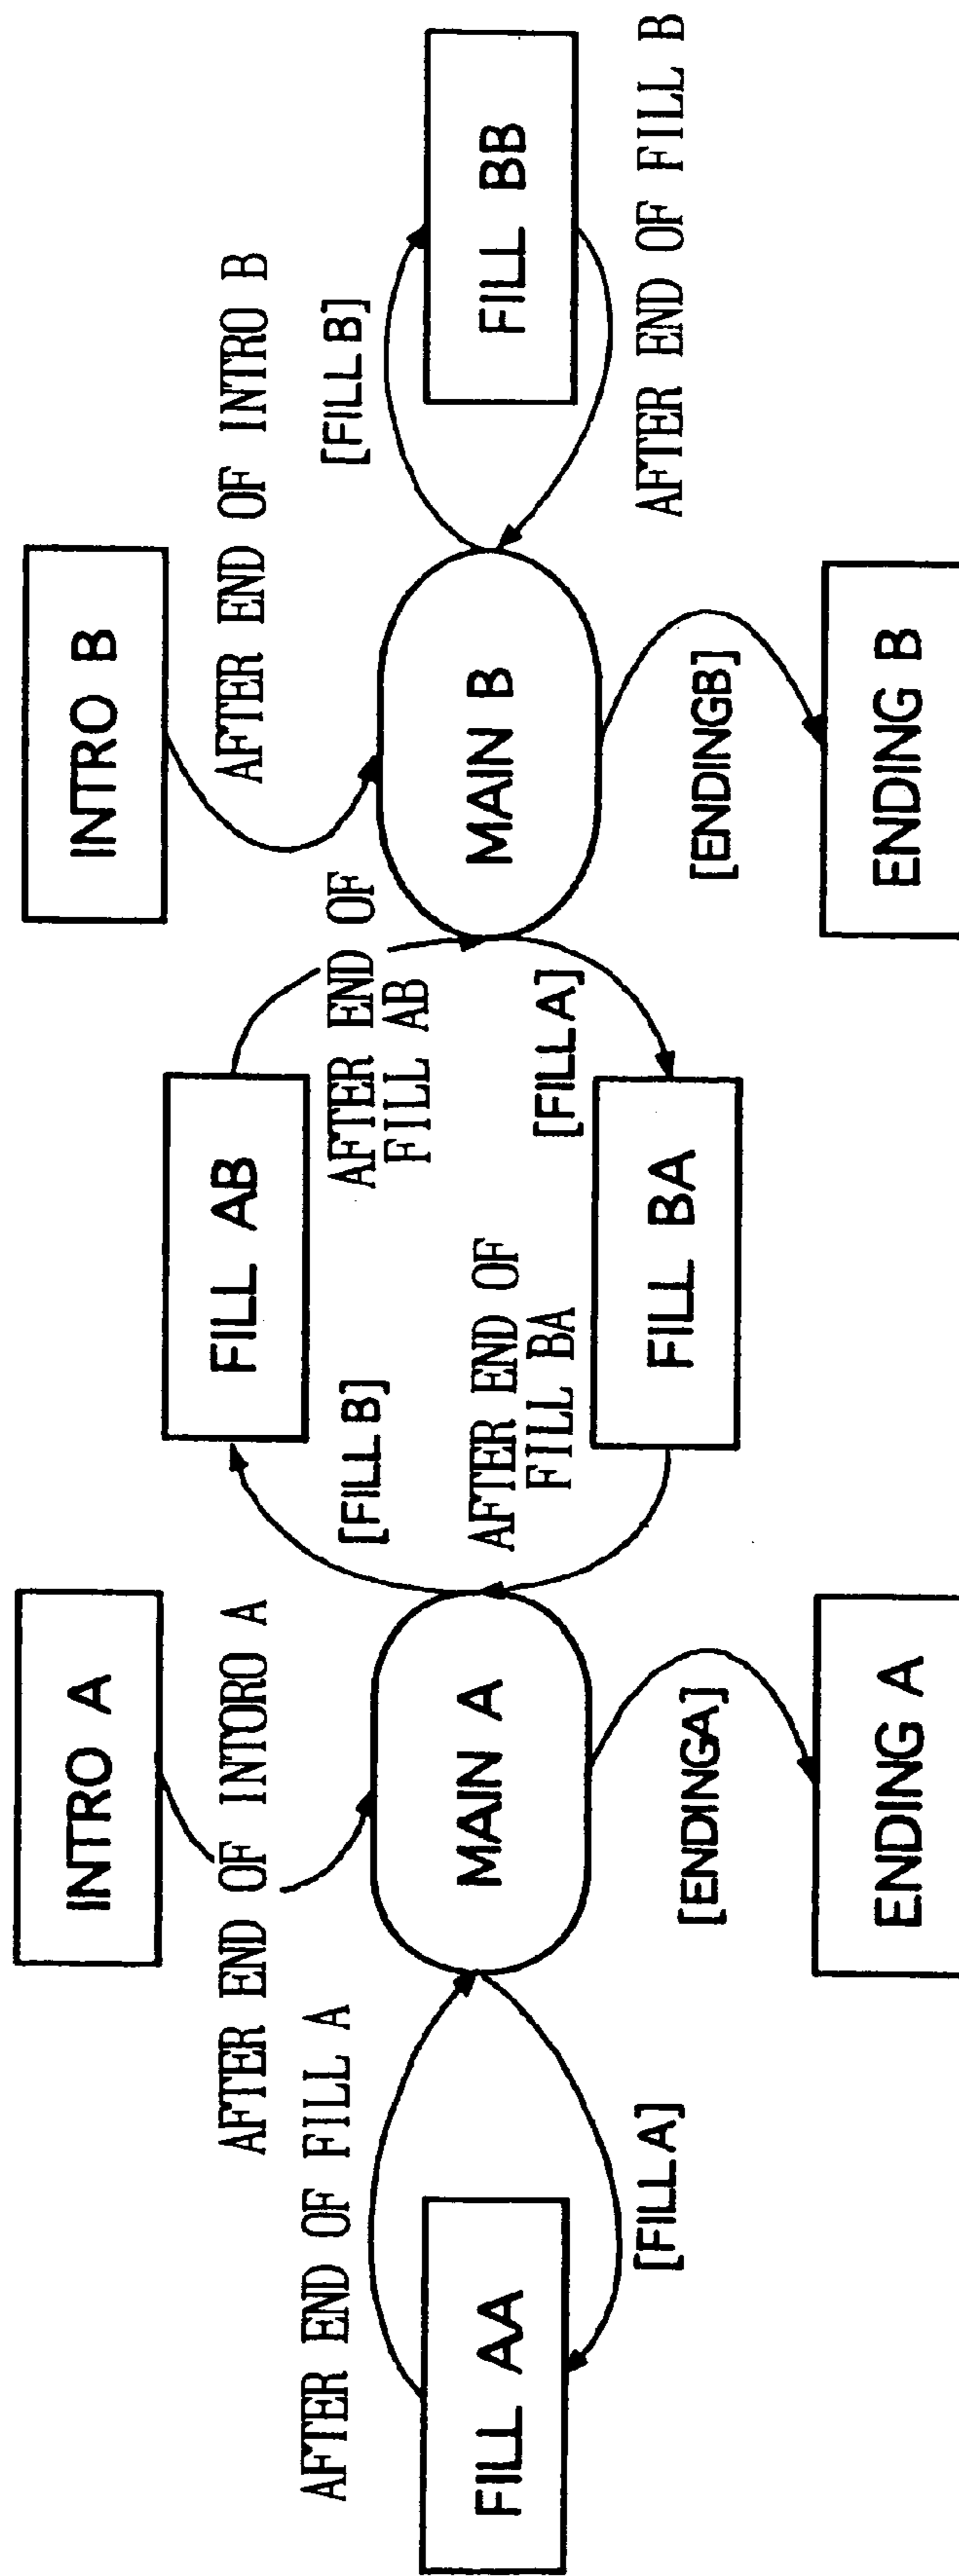 INTRO A
INTRO B
AFTER END OF INTORO A
AFTER END OF INTRO B
FILL AB
AFTER END OF FILL A
[FILL B]
AFTER END OF
FILL AB
[FILL B]
FILL AA
MAIN A
AFTER END OF
FILL BA
MAIN B
FILL BB
[FILL A]
[FILL A]
FILL BA
AFTER END OF FILL B
[ENDINGA]
[ENDINGB]
ENDING A
ENDING B